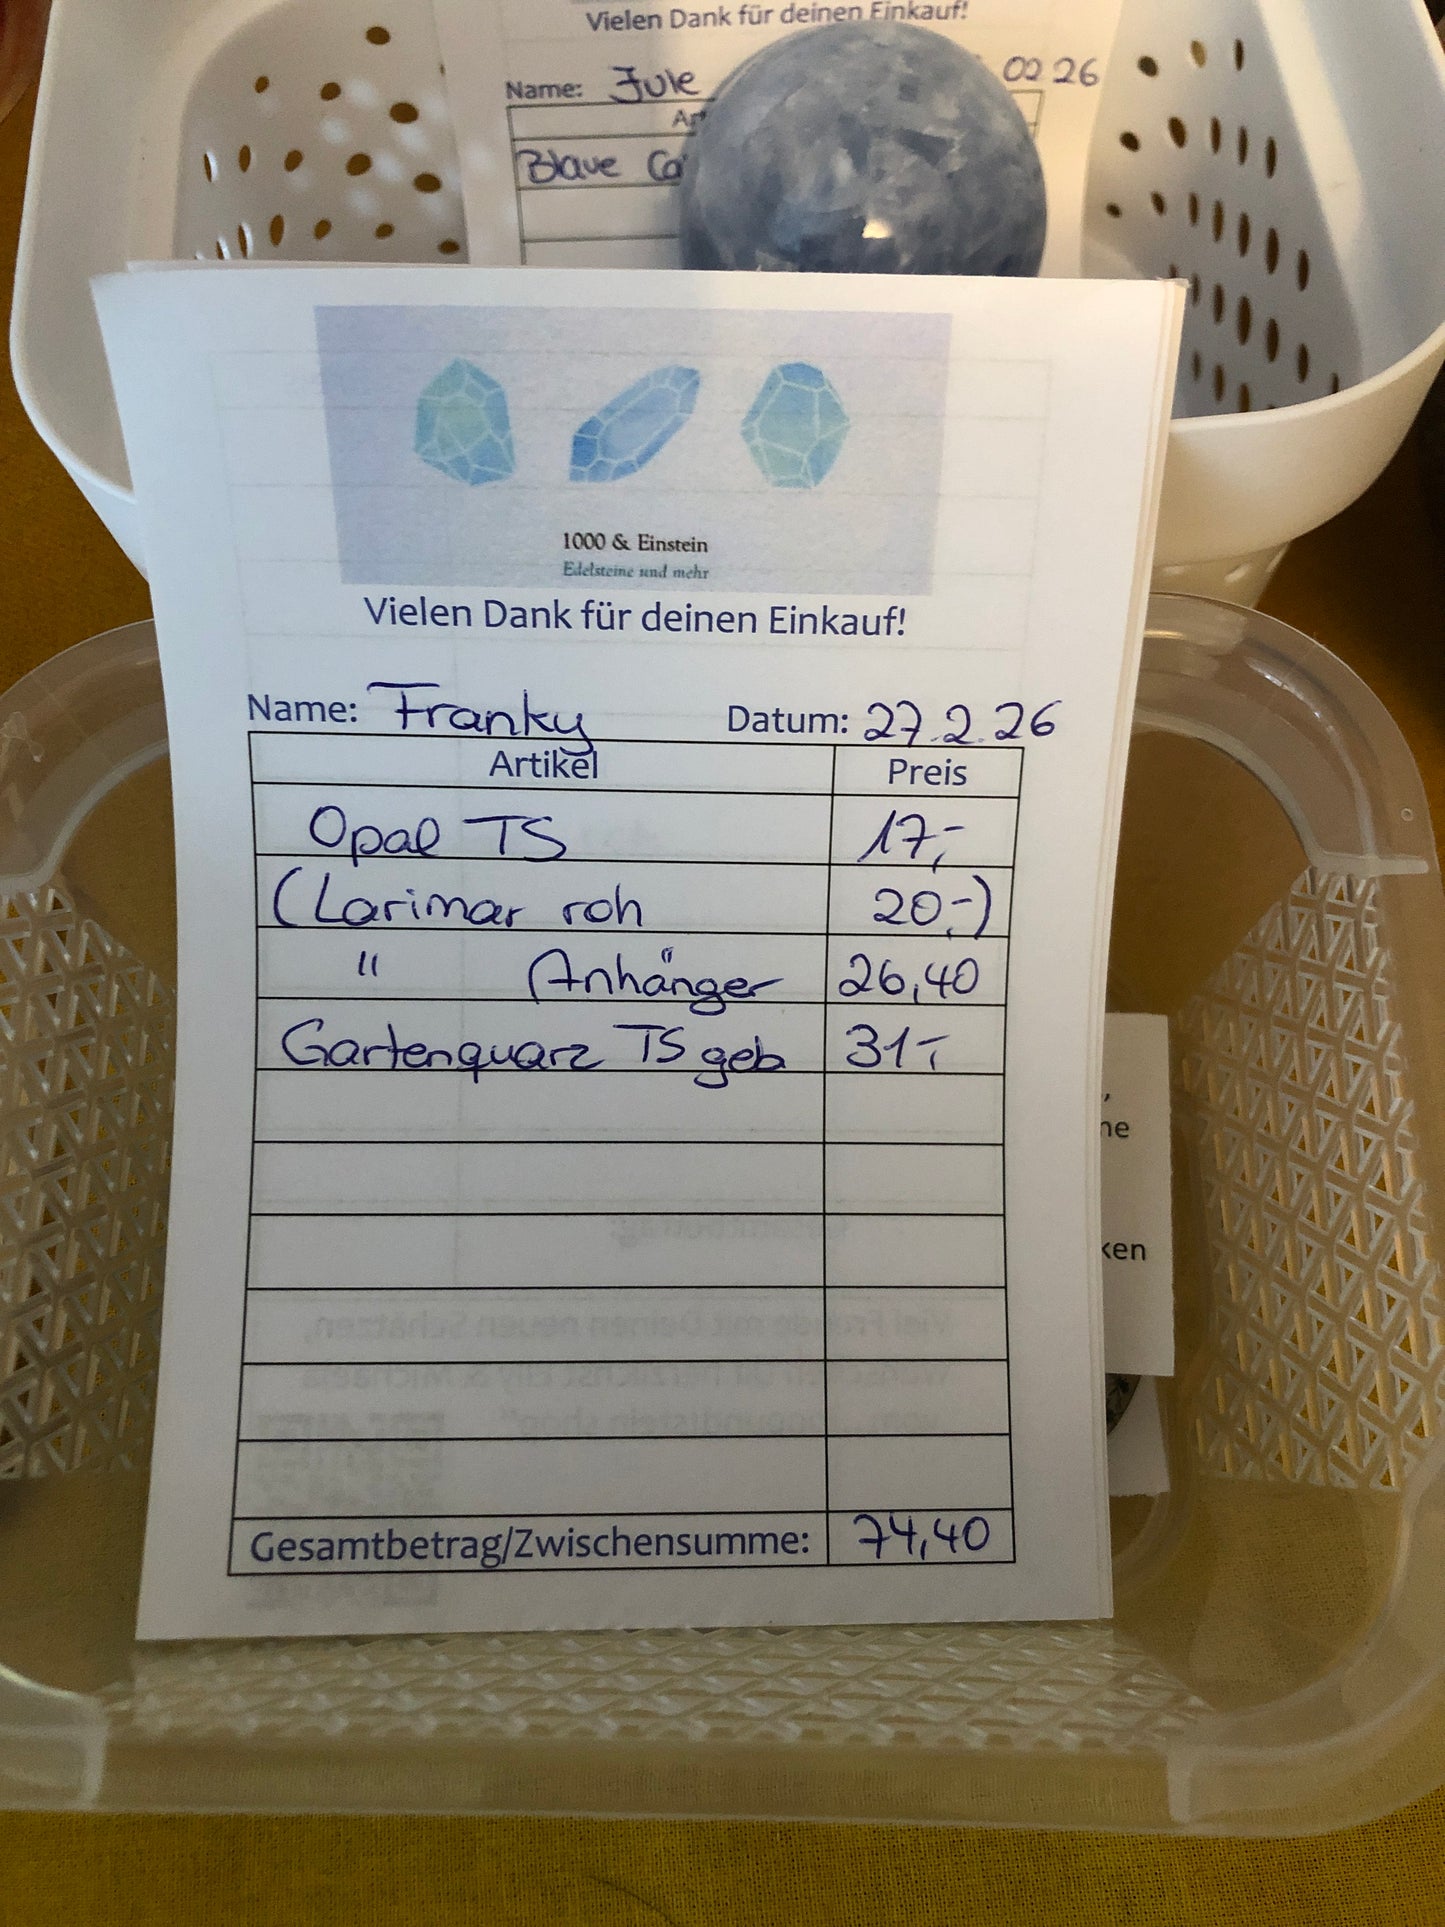 Vielen Dank für deinen Einkauf!
Name: Jule 02 26
Blaue
1000 & Einstein
Edelsteine und mehr
Vielen Dank für deinen Einkauf!
Name: Franky Datum: 27.2.26
Artikel Preis
Opal TS 17,-
(Larimar roh 20,-)
" Anhänger 26,40
Gartenquarz TS geb 31,-
Gesamtbetrag/Zwischensumme: 74,40